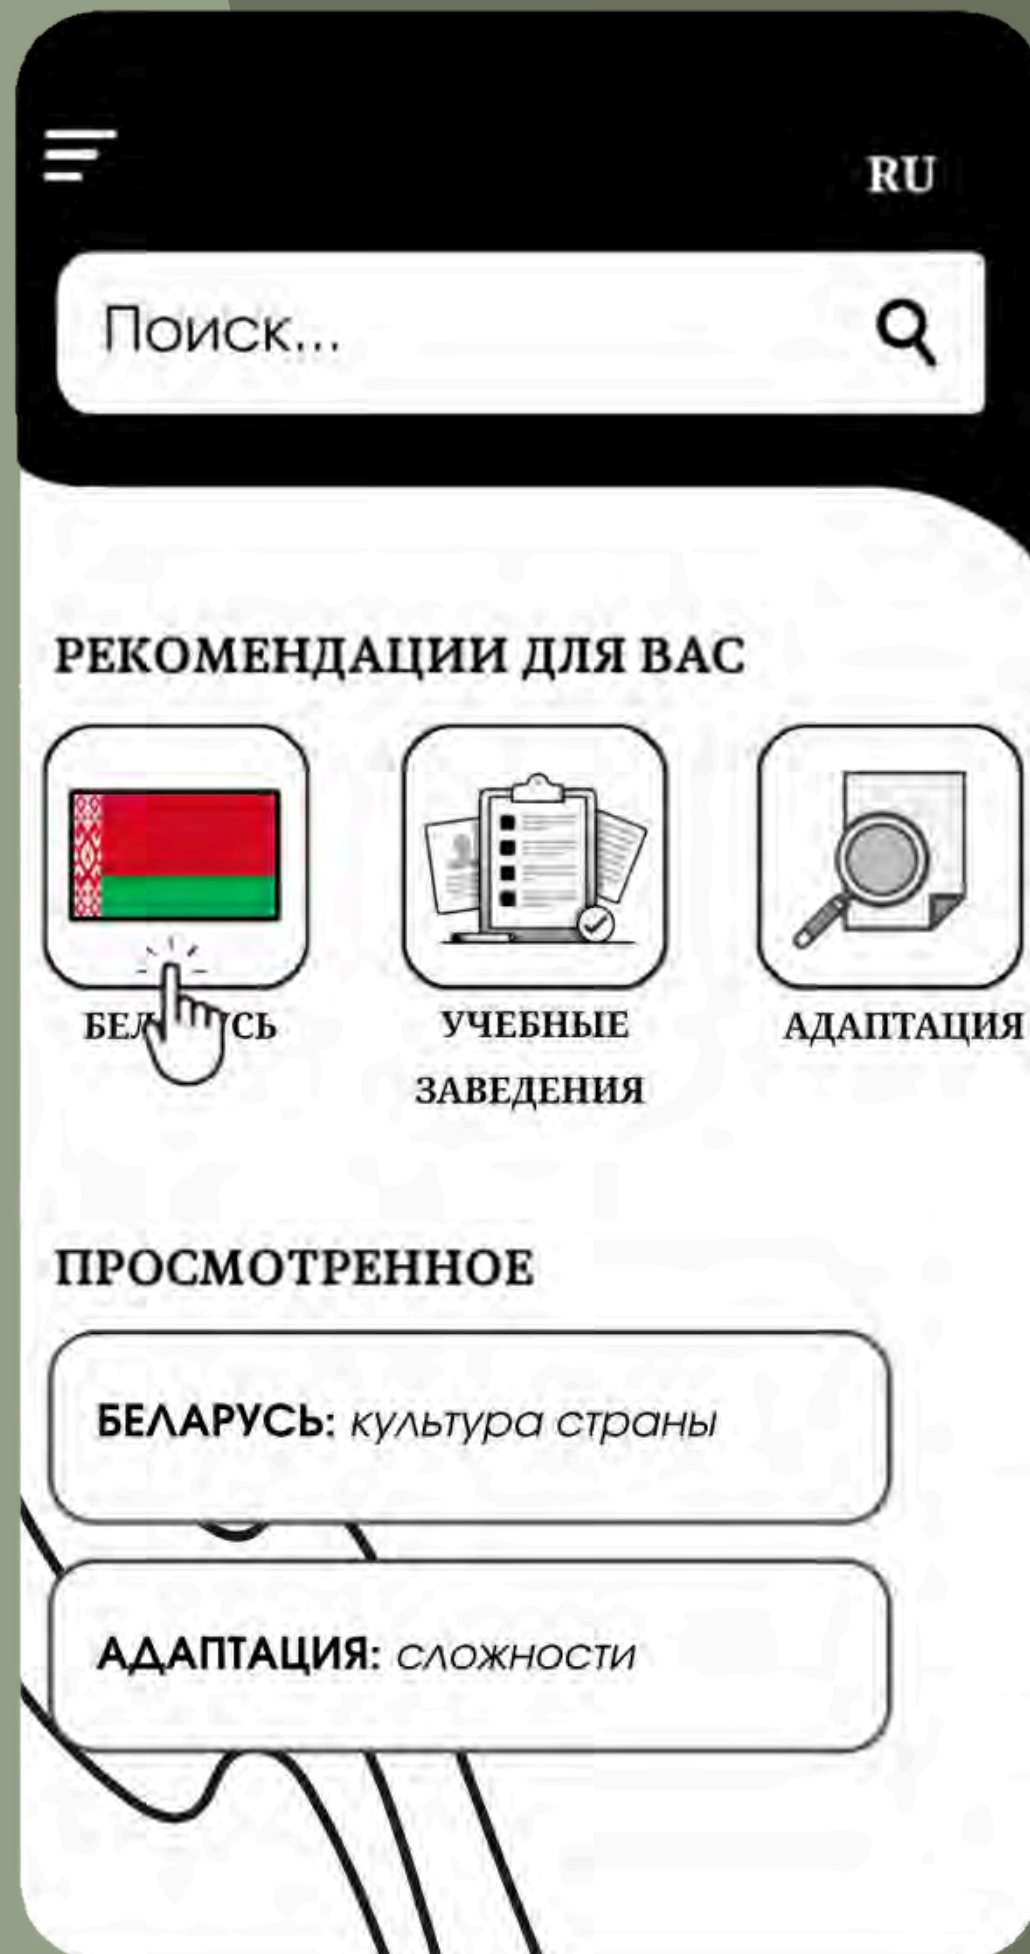 RU
Поиск...
РЕКОМЕНДАЦИИ ДЛЯ ВАС
УЧЕБНЫЕ
ЗАВЕДЕНИЯ
АДАПТАЦИЯ
ПРОСМОТРЕННОЕ
БЕЛАРУСЬ: культура страны
АДАПТАЦИЯ: сложности